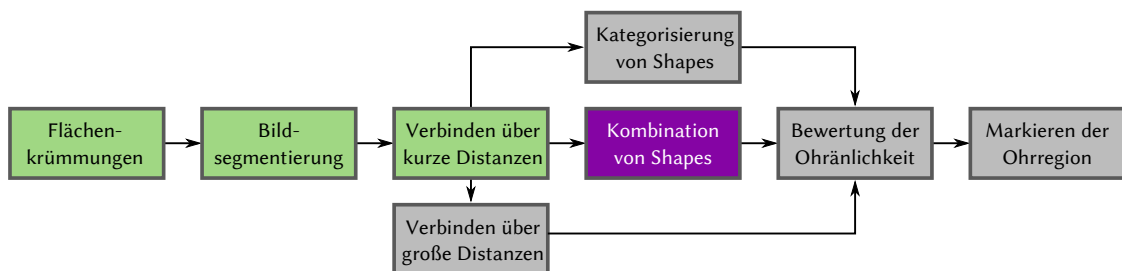 Kategorisierung
von Shapes
Flächen-
krümmungen
Bild-
segmentierung
Verbinden über
kurze Distanzen
Kombination
von Shapes
Bewertung der
Ohränlichkeit
Markieren der
Ohrregion
Verbinden über
große Distanzen